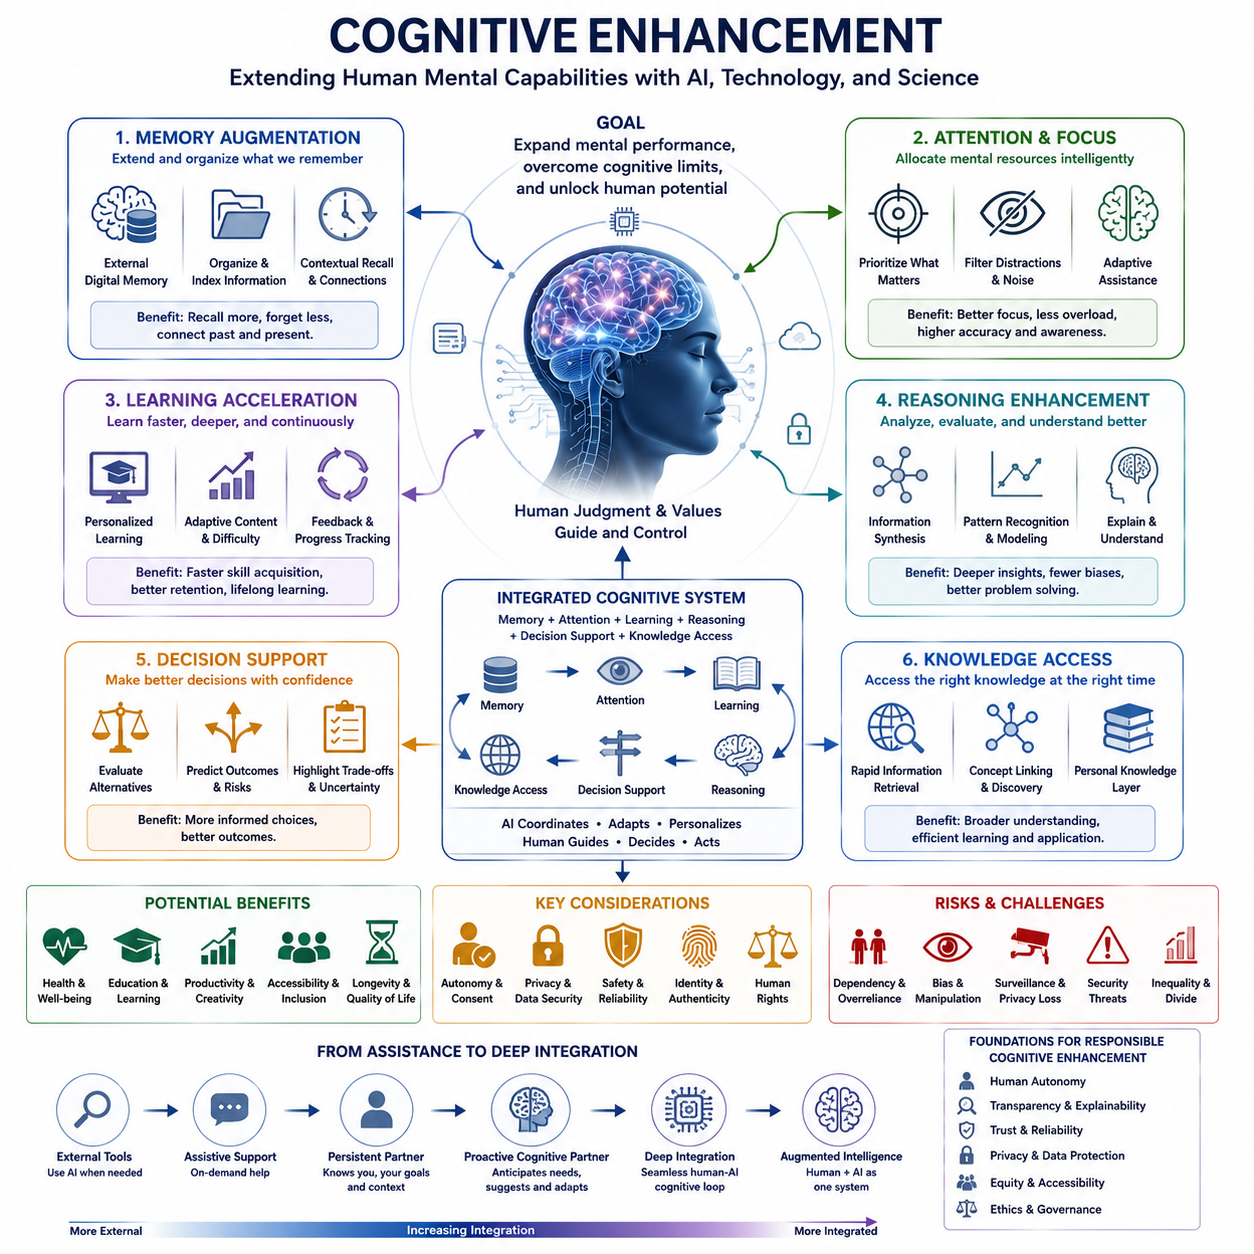 COGNITIVE ENHANCEMENT
Extending Human Mental Capabilities with AI, Technology, and Science
GOAL
Expand mental performance,
overcome cognitive limits,
and unlock human potential
1. MEMORY AUGMENTATION
Extend and organize what we remember
External
Digital Memory
Organize &
Index Information
Contextual Recall
& Connections
Benefit: Recall more, forget less,
connect past and present.
2. ATTENTION & FOCUS
Allocate mental resources intelligently
Prioritize What
Matters
Filter Distractions
& Noise
Adaptive
Assistance
Benefit: Better focus, less overload,
higher accuracy and awareness.
3. LEARNING ACCELERATION
Learn faster, deeper, and continuously
Personalized
Learning
Adaptive Content
& Difficulty
Feedback &
Progress Tracking
Benefit: Faster skill acquisition,
better retention, lifelong learning.
4. REASONING ENHANCEMENT
Analyze, evaluate, and understand better
Information
Synthesis
Pattern Recognition
& Modeling
Explain &
Understand
Benefit: Deeper insights, fewer biases,
better problem solving.
Human Judgment & Values
Guide and Control
INTEGRATED COGNITIVE SYSTEM
Memory + Attention + Learning + Reasoning
+ Decision Support + Knowledge Access
Memory
Attention
Learning
Knowledge Access
Decision Support
Reasoning
AI Coordinates • Adapts • Personalizes
Human Guides • Decides • Acts
5. DECISION SUPPORT
Make better decisions with confidence
Evaluate
Alternatives
Predict Outcomes
& Risks
Highlight Trade-offs
& Uncertainty
Benefit: More informed choices,
better outcomes.
6. KNOWLEDGE ACCESS
Access the right knowledge at the right time
Rapid Information
Retrieval
Concept Linking
& Discovery
Personal Knowledge
Layer
Benefit: Broader understanding,
efficient learning and application.
POTENTIAL BENEFITS
Health &
Well-being
Education &
Learning
Productivity &
Creativity
Accessibility &
Inclusion
Longevity &
Quality of Life
KEY CONSIDERATIONS
Autonomy &
Consent
Privacy &
Data Security
Safety &
Reliability
Identity &
Authenticity
Human
Rights
RISKS & CHALLENGES
Dependency &
Overreliance
Bias &
Manipulation
Surveillance &
Privacy Loss
Security
Threats
Inequality &
Divide
FROM ASSISTANCE TO DEEP INTEGRATION
External Tools
Use AI when needed
Assistive Support
On-demand help
Persistent Partner
Knows you, your goals
and context
Proactive Cognitive Partner
Anticipates needs,
suggests and adapts
Deep Integration
Seamless human-AI
cognitive loop
Augmented Intelligence
Human + AI as
one system
More External
Increasing Integration
More Integrated
FOUNDATIONS FOR RESPONSIBLE
COGNITIVE ENHANCEMENT
Human Autonomy
Transparency & Explainability
Trust & Reliability
Privacy & Data Protection
Equity & Accessibility
Ethics & Governance